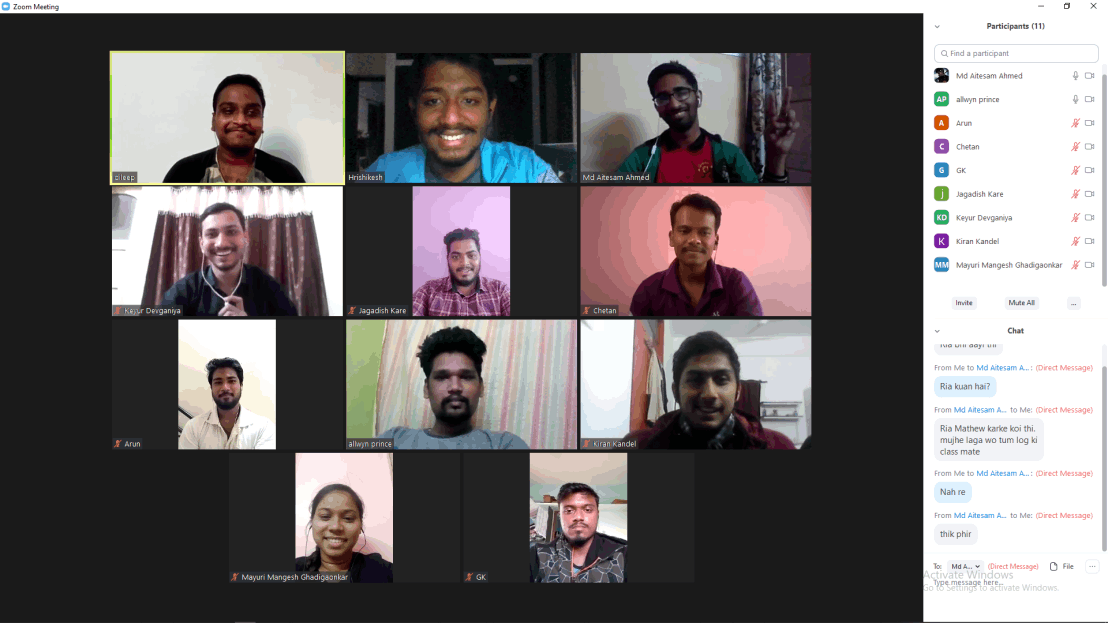 Zoom Meeting
dileep
Hrishikesh
Md Aitesam Ahmed
Keyur Devganiya
Jagadish Kare
Chetan
Arun
allwyn prince
Kiran Kandel
Mayuri Mangesh Ghadigaonkar
GK
Participants (11)
Find a participant
Md Aitesam Ahmed
AP allwyn prince
A Arun
C Chetan
G GK
j Jagadish Kare
KD Keyur Devganiya
K Kiran Kandel
MM Mayuri Mangesh Ghadigaonkar
Invite Mute All ...
Chat
Ria bhi aayi thi
From Me to Md Aitesam A... : (Direct Message)
Ria kuan hai?
From Md Aitesam A... to Me: (Direct Message)
Ria Mathew karke koi thi.
mujhe laga wo tum log ki
class mate
From Me to Md Aitesam A... : (Direct Message)
Nah re
From Md Aitesam A... to Me: (Direct Message)
thik phir
To: Md A... (Direct Message) File ...
Type message here...
Activate Windows
Go to Settings to activate Windows.